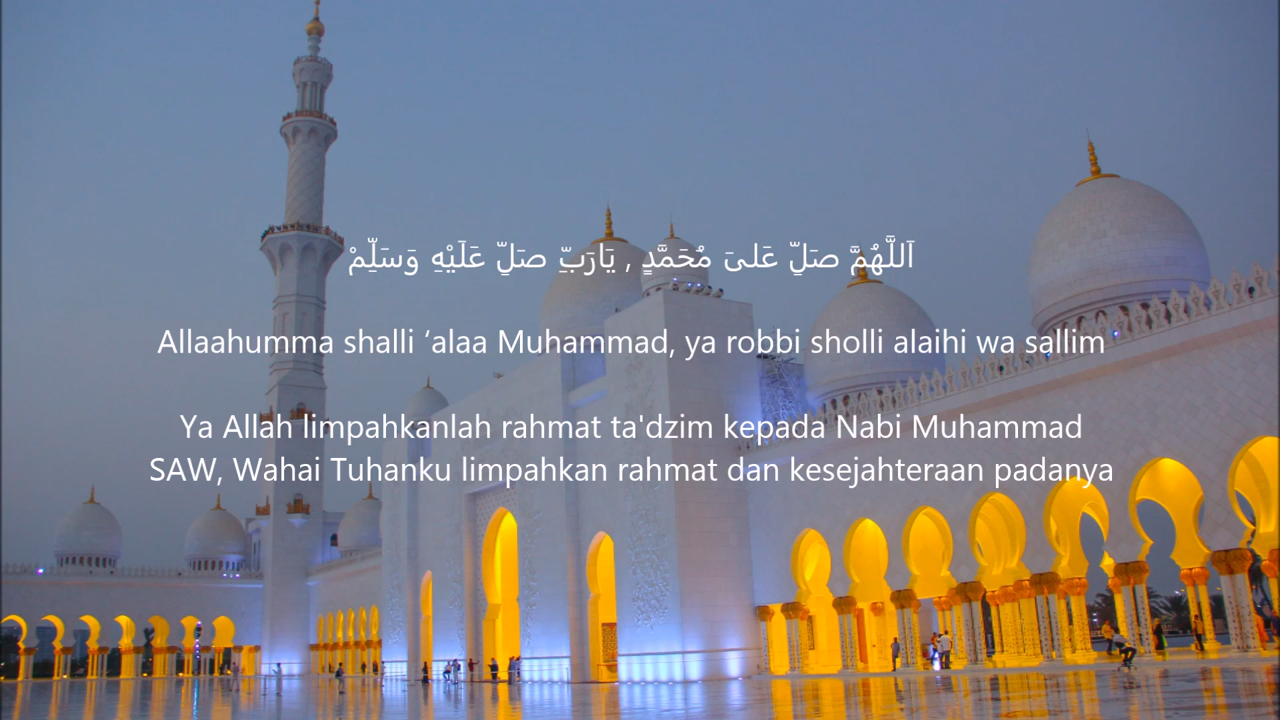 اَللَّهُمَّ صَلِّ عَلىَ مُحَمَّدٍ , يَارَبِّ صَلِّ عَلَيْهِ وَسَلِّمْ
Allaahumma shalli ‘alaa Muhammad, ya robbi sholli alaihi wa sallim
Ya Allah limpahkanlah rahmat ta'dzim kepada Nabi Muhammad
SAW, Wahai Tuhanku limpahkan rahmat dan kesejahteraan padanya